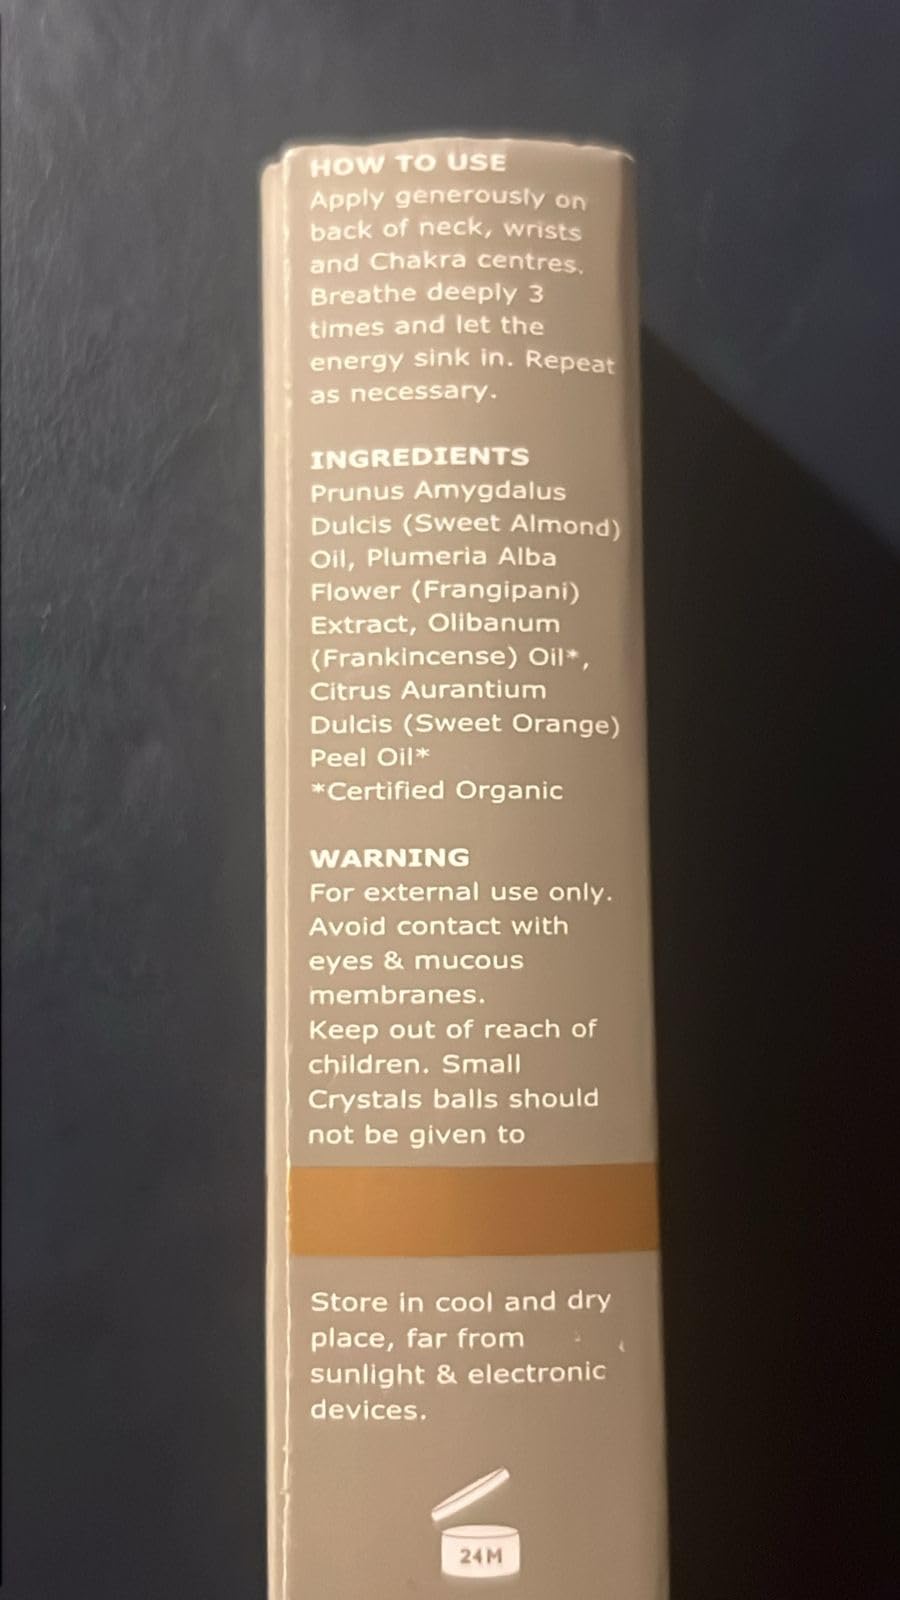 HOW TO USE
Apply generously on
back of neck, wrists
and Chakra centres.
Breathe deeply 3
times and let the
energy sink in. Repeat
as necessary.
INGREDIENTS
Prunus Amygdalus
Dulcis (Sweet Almond)
Oil, Plumeria Alba
Flower (Frangipani)
Extract, Olibanum
(Frankincense) Oil*,
Citrus Aurantium
Dulcis (Sweet Orange)
Peel Oil*
*Certified Organic
WARNING
For external use only.
Avoid contact with
eyes & mucous
membranes.
Keep out of reach of
children. Small
Crystals balls should
not be given to
Store in cool and dry
place, far from
sunlight & electronic
devices.
24M